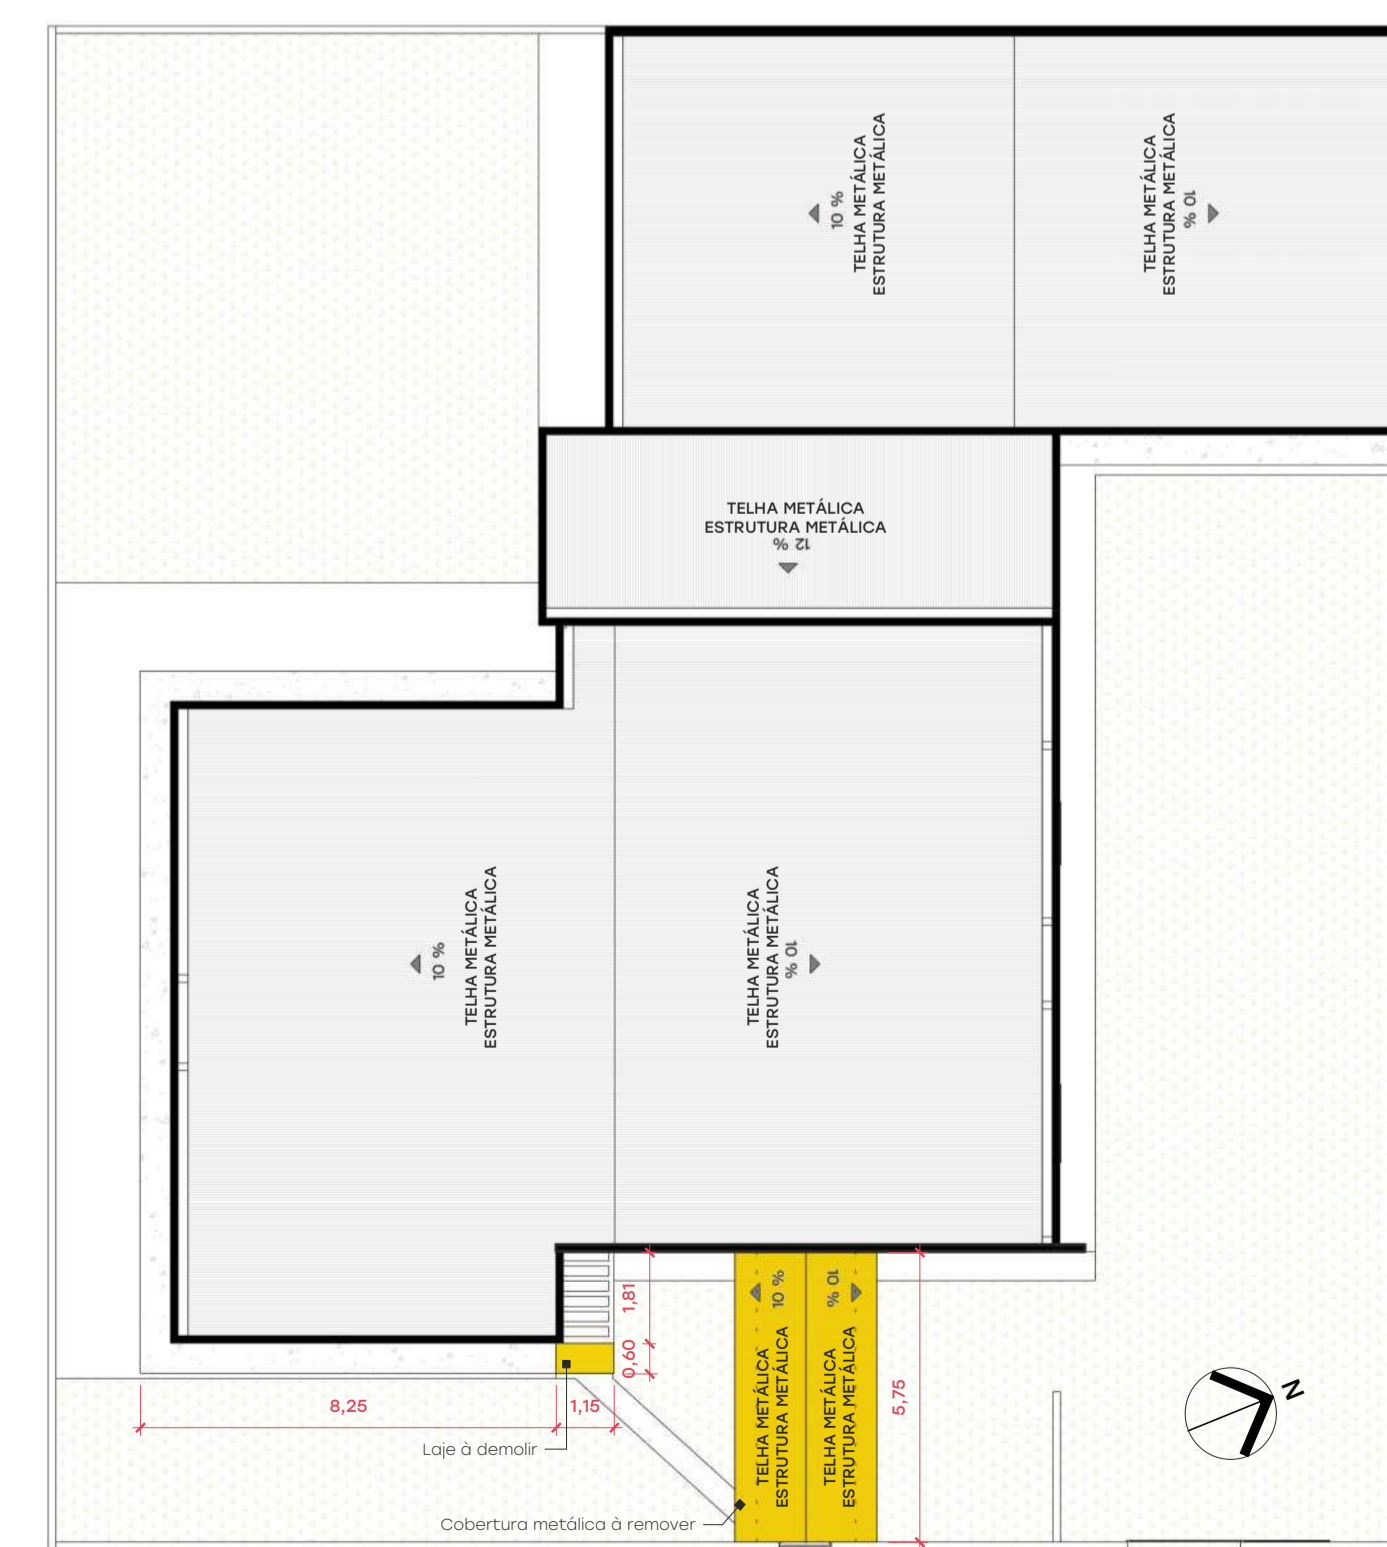 10 %
TELHA METÁLICA
ESTRUTURA METÁLICA
TELHA METÁLICA
ESTRUTURA METÁLICA
10 %
TELHA METÁLICA
ESTRUTURA METÁLICA
12 %
10 %
TELHA METÁLICA
ESTRUTURA METÁLICA
TELHA METÁLICA
ESTRUTURA METÁLICA
10 %
1,81
0,60
10 %
TELHA METÁLICA
ESTRUTURA METÁLICA
10 %
TELHA METÁLICA
ESTRUTURA METÁLICA
5,75
N
8,25
1,15
Laje à demolir
Cobertura metálica à remover